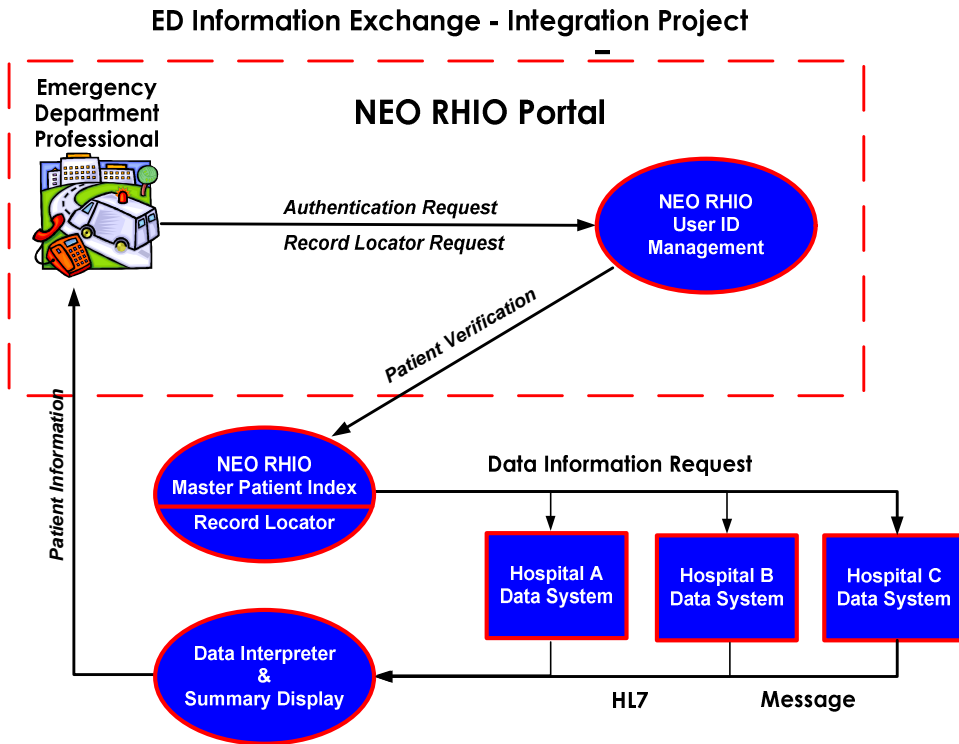 ED Information Exchange - Integration Project
Emergency
Department
Professional
NEO RHIO Portal
Authentication Request
Record Locator Request
NEO RHIO
User ID
Management
Patient Verification
Patient Information
NEO RHIO
Master Patient Index
Record Locator
Data Information Request
Hospital A
Data System
Hospital B
Data System
Hospital C
Data System
Data Interpreter
&
Summary Display
HL7 Message